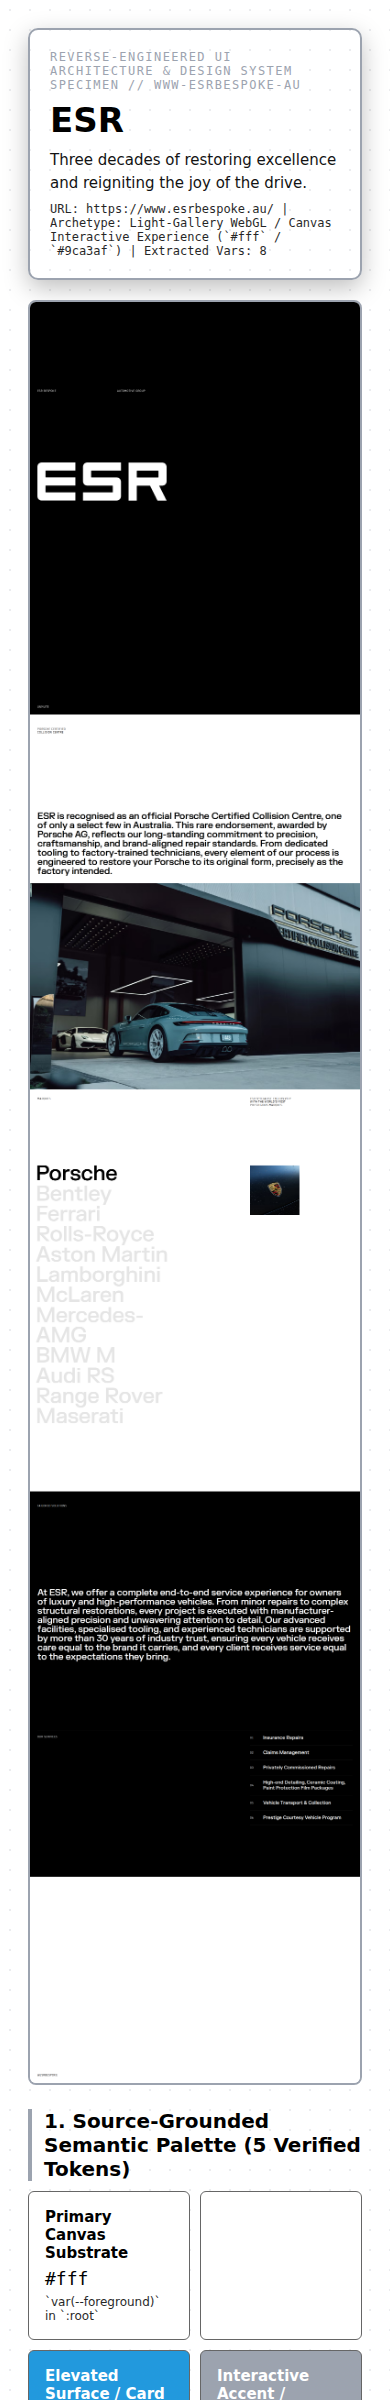 REVERSE-ENGINEERED UI
ARCHITECTURE & DESIGN SYSTEM
SPECIMEN // WWW-ESRBESPOKE-AU
ESR
Three decades of restoring excellence
and reigniting the joy of the drive.
URL: https://www.esrbespoke.au/ |
Archetype: Light-Gallery WebGL / Canvas
Interactive Experience (`#fff` /
`#9ca3af`) | Extracted Vars: 8
ESR
COLLISION CENTRE
ESR is recognised as an official Porsche Certified Collision Centre, one
of only a select few in Australia. This rare endorsement, awarded by
Porsche AG, reflects our long-standing commitment to precision,
craftsmanship, and brand-aligned repair standards. From dedicated
tooling to factory-trained technicians, every element of our process is
engineered to restore your Porsche to its original form, precisely as the
factory intended.
PORSCHE
CERTIFIED COLLISION CENTRE
Porsche
Bentley
Ferrari
Rolls-Royce
Aston Martin
Lamborghini
McLaren
Mercedes-
AMG
BMW M
Audi RS
Range Rover
Maserati
At ESR, we offer a complete end-to-end service experience for owners
of luxury and high-performance vehicles. From minor repairs to complex
structural restorations, every project is executed with manufacturer-
aligned precision and unwavering attention to detail. Our advanced
facilities, specialised tooling, and experienced technicians are supported
by more than 30 years of industry trust, ensuring every vehicle receives
care equal to the brand it carries, and every client receives service equal
to the expectations they bring.
Insurance Repairs
Claims Management
Privately Commissioned Repairs
High-end Detailing, Ceramic Coating,
Paint Protection Film Packages
Vehicle Transport & Collection
Prestige Courtesy Vehicle Program
1. Source-Grounded
Semantic Palette (5 Verified
Tokens)
Primary
Canvas
Substrate
#fff
`var(--foreground)`
in `:root`
Elevated
Surface / Card
Interactive
Accent /